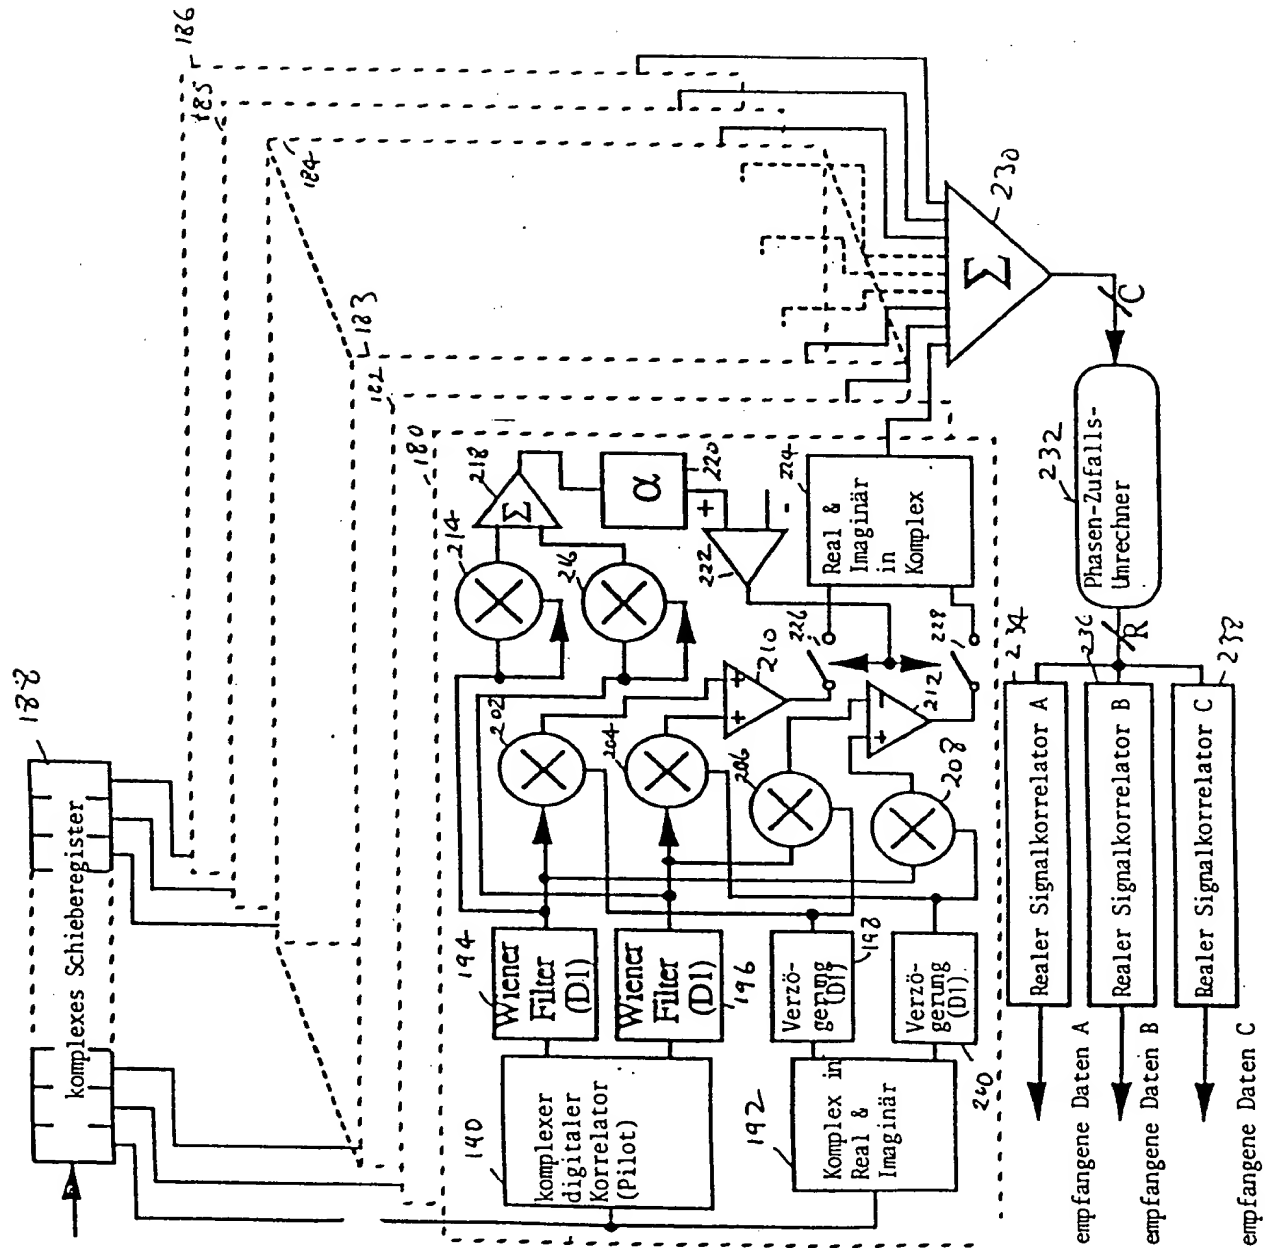 188
komplexes Schieberegister
186
185
184
183
182
180
190
komplexer
digitaler
Korrelator
(Pilot)
192
Komplex in
Real &
Imaginär
194
Wiener
Filter
(D1)
Wiener
Filter
(D1)
196
Verzö-
gerung
(D1)
198
Verzö-
gerung
(D1)
200
202
204
206
208
+
+
210
+
-
212
214
216
Σ
218
α
220
+
-
222
224
Real &
Imaginär
in
Komplex
226
228
Σ
230
C
232
Phasen-Zufalls-
Umrechner
R
234
Realer Signalkorrelator A
236
Realer Signalkorrelator B
238
Realer Signalkorrelator C
empfangene Daten A
empfangene Daten B
empfangene Daten C